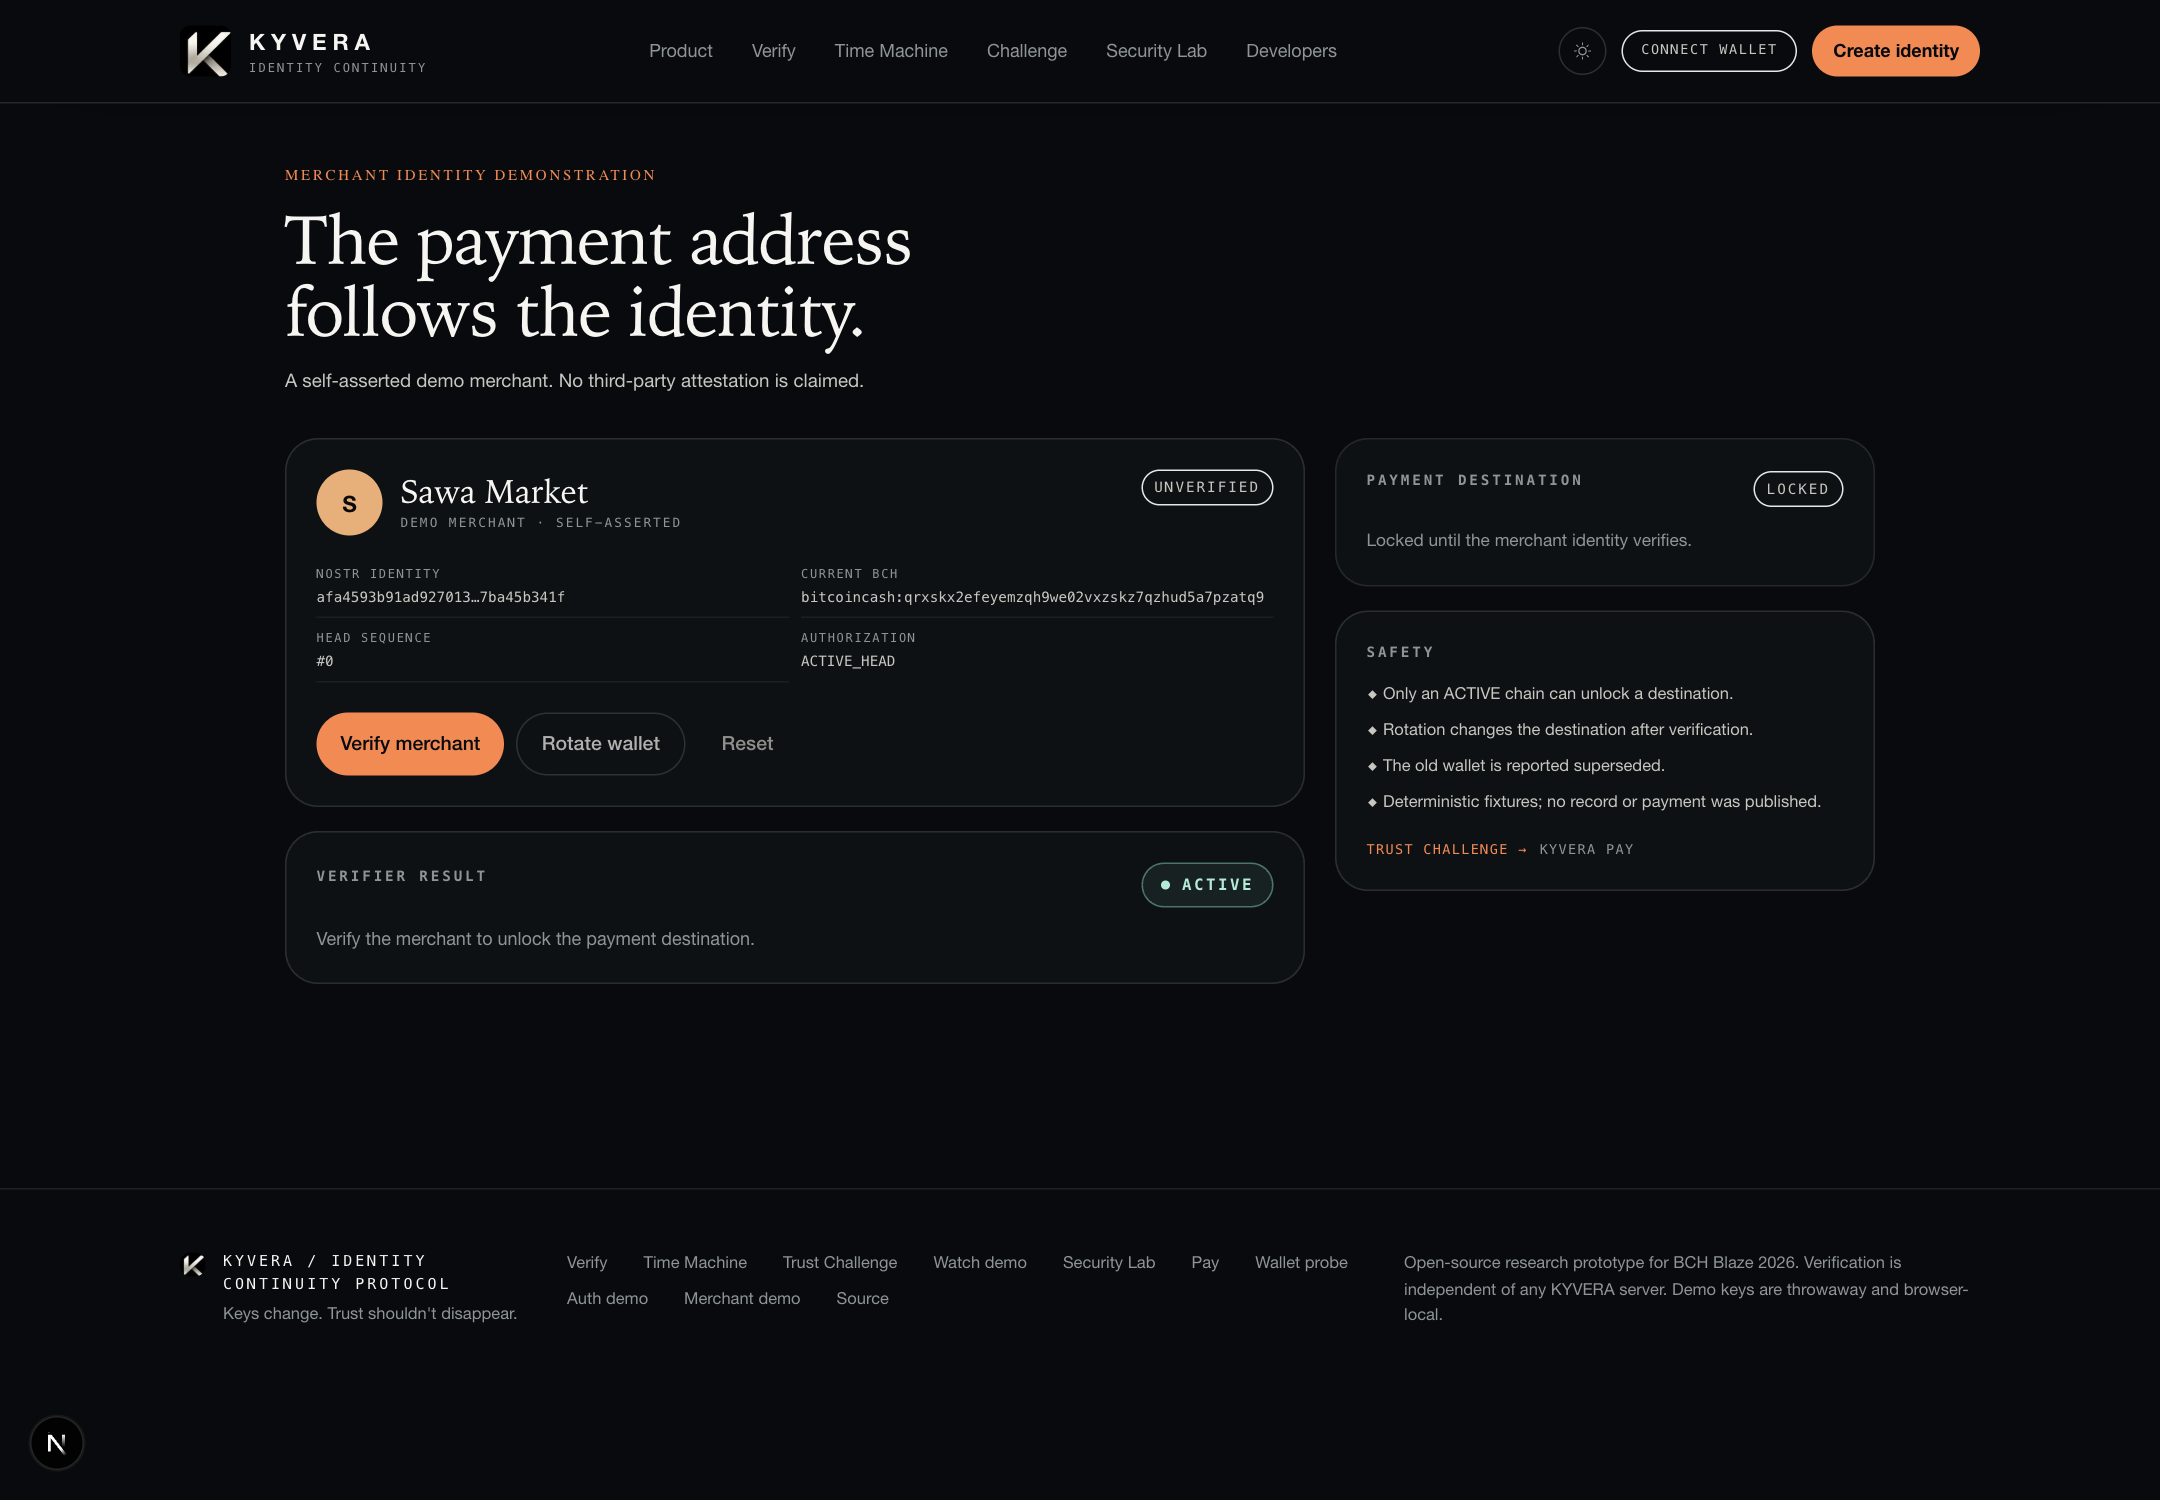 KYVERA
IDENTITY CONTINUITY
Product
Verify
Time Machine
Challenge
Security Lab
Developers
CONNECT WALLET
Create identity
MERCHANT IDENTITY DEMONSTRATION
The payment address
follows the identity.
A self-asserted demo merchant. No third-party attestation is claimed.
S
Sawa Market
DEMO MERCHANT · SELF-ASSERTED
UNVERIFIED
NOSTR IDENTITY
afa4593b91ad927013…7ba45b341f
CURRENT BCH
bitcoincash:qrxskx2efeyemzqh9we02vxzskz7qzhud5a7pzatq9
HEAD SEQUENCE
#0
AUTHORIZATION
ACTIVE_HEAD
Verify merchant
Rotate wallet
Reset
VERIFIER RESULT
ACTIVE
Verify the merchant to unlock the payment destination.
PAYMENT DESTINATION
LOCKED
Locked until the merchant identity verifies.
SAFETY
◆ Only an ACTIVE chain can unlock a destination.
◆ Rotation changes the destination after verification.
◆ The old wallet is reported superseded.
◆ Deterministic fixtures; no record or payment was published.
TRUST CHALLENGE → KYVERA PAY
KYVERA / IDENTITY
CONTINUITY PROTOCOL
Keys change. Trust shouldn't disappear.
Verify
Time Machine
Trust Challenge
Watch demo
Security Lab
Pay
Wallet probe
Auth demo
Merchant demo
Source
Open-source research prototype for BCH Blaze 2026. Verification is
independent of any KYVERA server. Demo keys are throwaway and browser-
local.
N